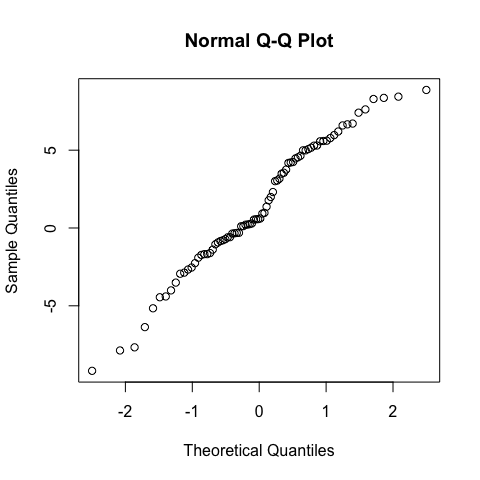 Normal Q-Q Plot
Sample Quantiles
5
0
-5
-2 -1 0 1 2
Theoretical Quantiles